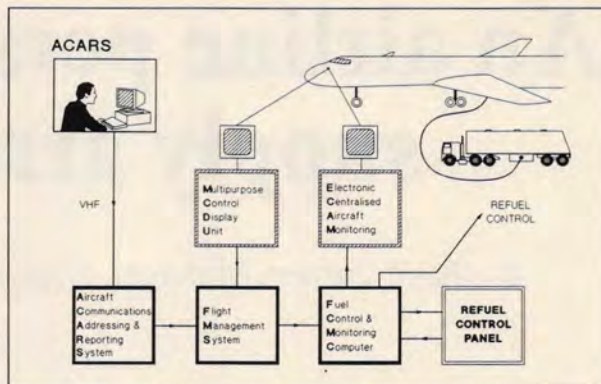 ACARS
VHF
Multipurpose
Control
Display
Unit
Electronic
Centralised
Aircraft
Monitoring
REFUEL
CONTROL
Aircraft
Communications
Addressing &
Reporting
System
Flight
Management
System
Fuel
Control &
Monitoring
Computer
REFUEL
CONTROL
PANEL